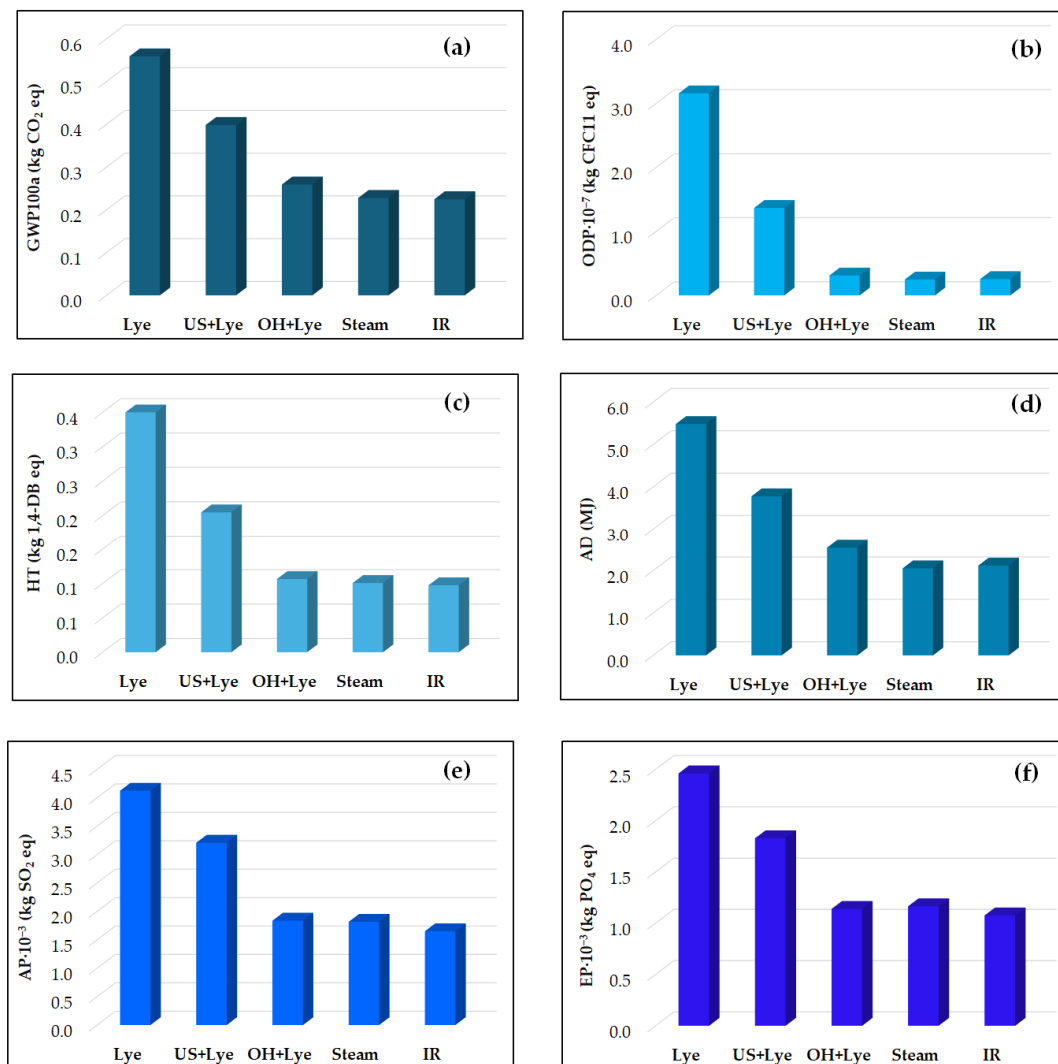 (a)
GWP100a (kg CO₂ eq)
0.6
0.5
0.4
0.3
0.2
0.1
0.0
Lye US+Lye OH+Lye Steam IR
(b)
ODP·10⁻⁷ (kg CFC11 eq)
4.0
3.0
2.0
1.0
0.0
Lye US+Lye OH+Lye Steam IR
(c)
HT (kg 1,4-DB eq)
0.4
0.3
0.3
0.2
0.2
0.1
0.1
0.0
Lye US+Lye OH+Lye Steam IR
(d)
AD (MJ)
6.0
5.0
4.0
3.0
2.0
1.0
0.0
Lye US+Lye OH+Lye Steam IR
(e)
AP·10⁻³ (kg SO₂ eq)
4.5
4.0
3.5
3.0
2.5
2.0
1.5
1.0
0.5
0.0
Lye US+Lye OH+Lye Steam IR
(f)
EP·10⁻³ (kg PO₄ eq)
2.5
2.0
1.5
1.0
0.5
0.0
Lye US+Lye OH+Lye Steam IR